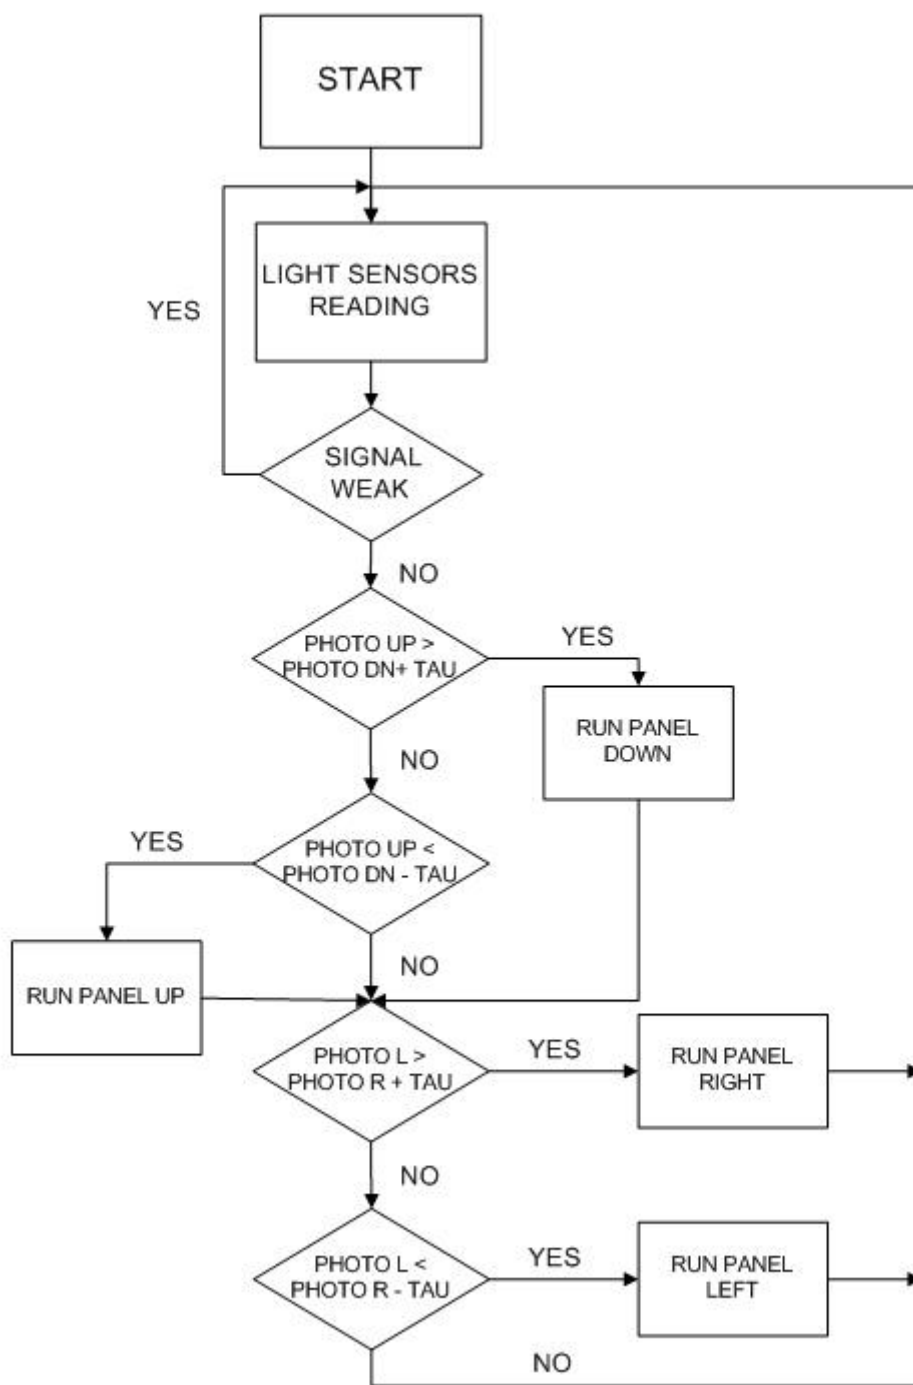 START
LIGHT SENSORS
READING
YES
SIGNAL
WEAK
NO
PHOTO UP >
PHOTO DN+ TAU
YES
RUN PANEL
DOWN
NO
PHOTO UP <
PHOTO DN - TAU
YES
RUN PANEL UP
NO
PHOTO L >
PHOTO R + TAU
YES
RUN PANEL
RIGHT
NO
PHOTO L <
PHOTO R - TAU
YES
RUN PANEL
LEFT
NO